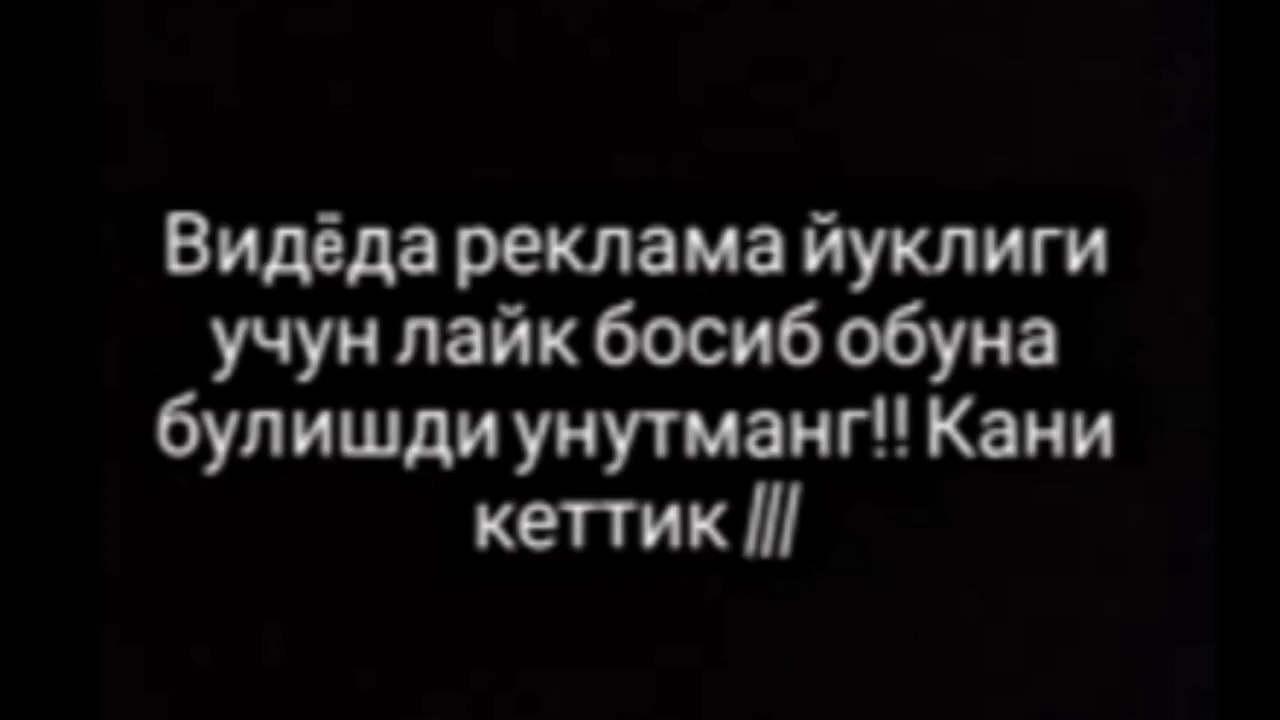 Видёда реклама йуклиги
учун лайк босиб обуна
булишди унутманг!! Кани
кеттик ///